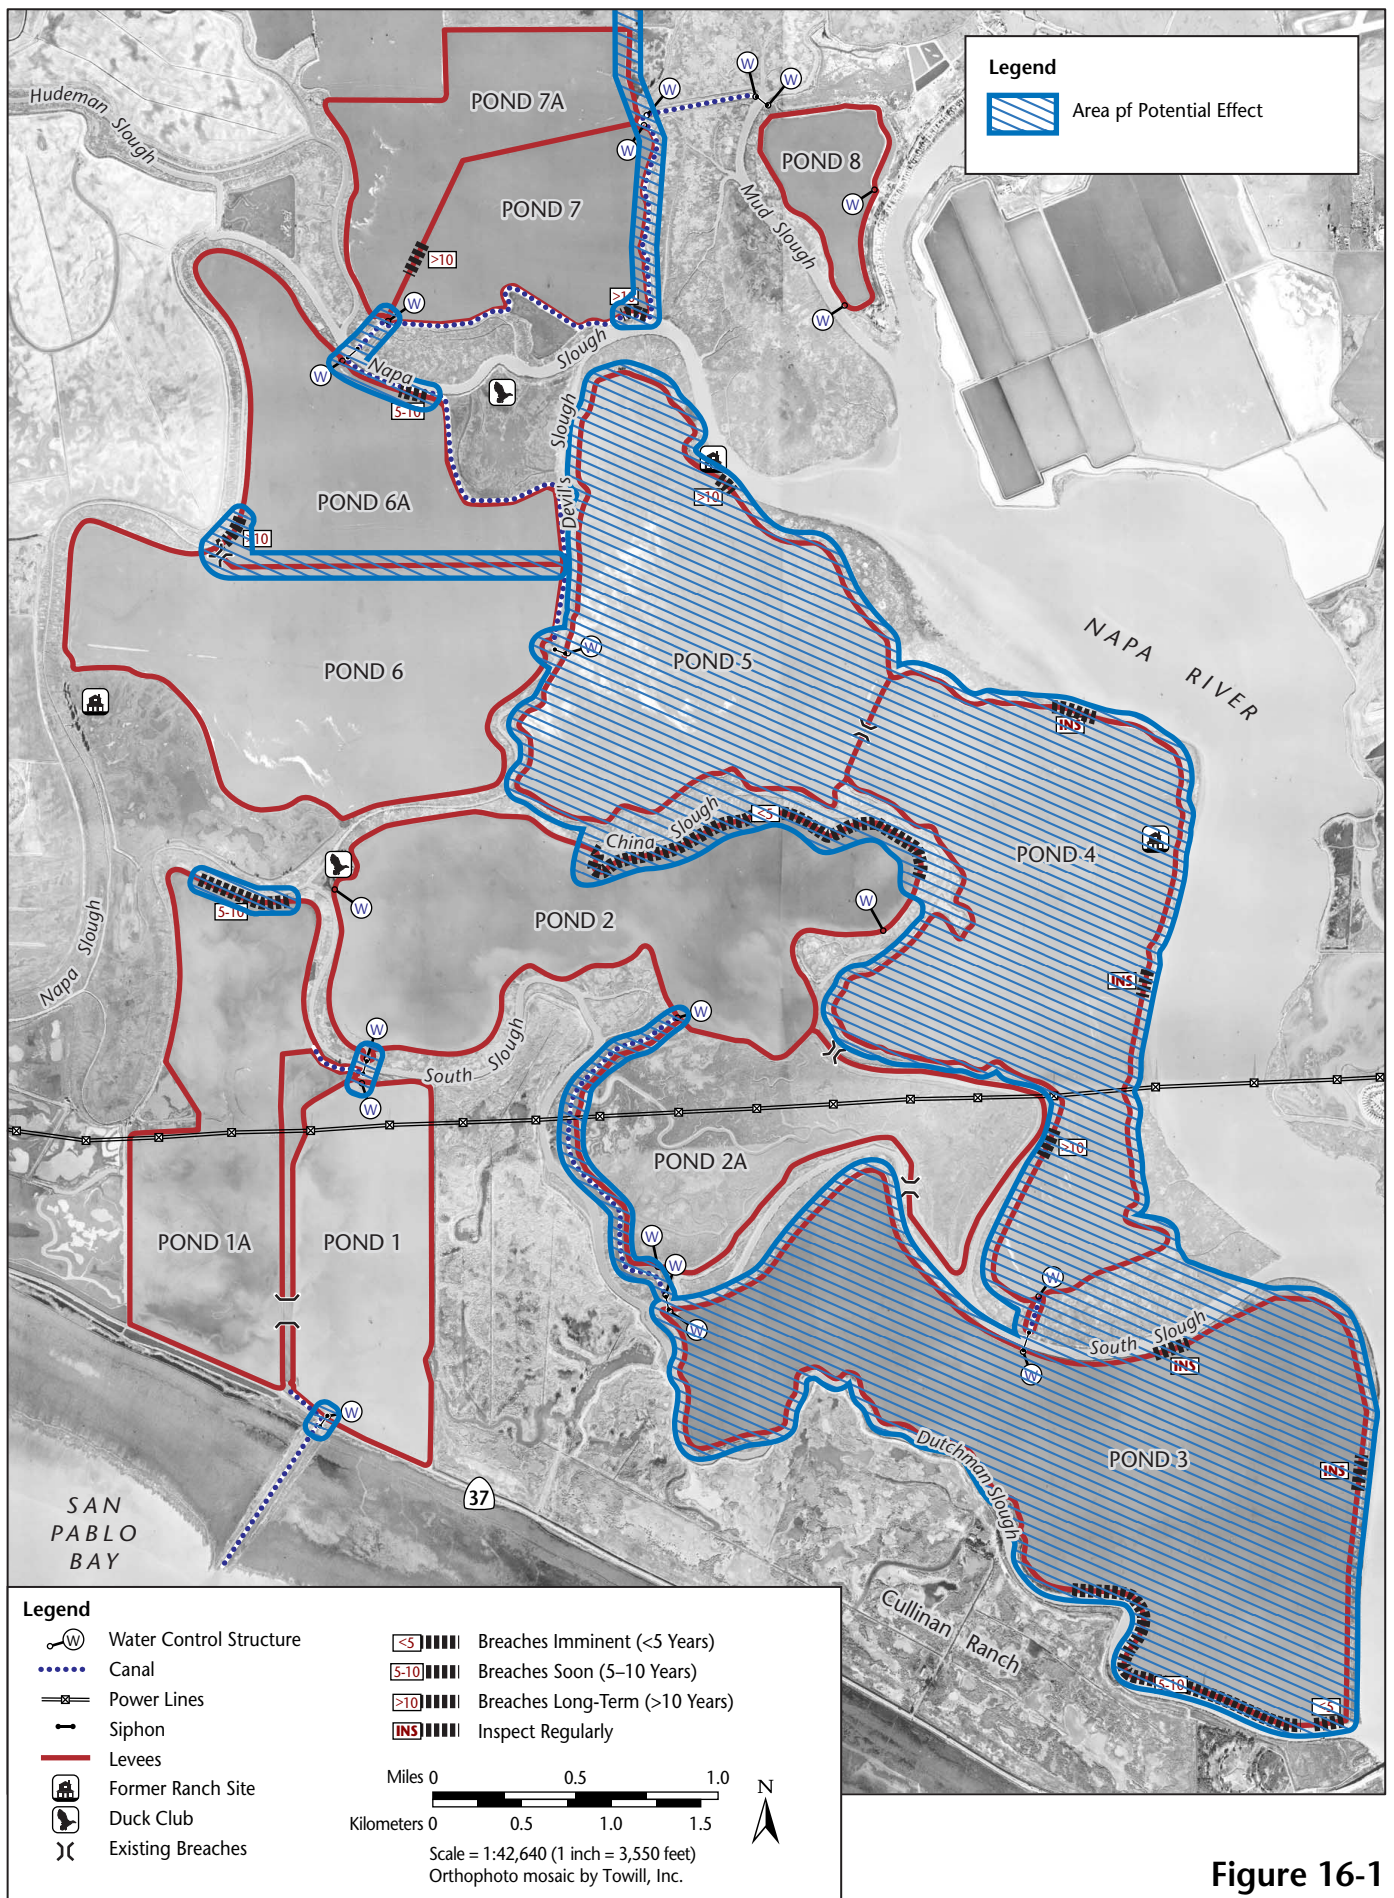 Legend
Area pf Potential Effect
Hudeman Slough
POND 7A
W
W
W
W
POND 8
W
Mud Slough
POND 7
>10
W
>10
W
W
Napa Slough
5-10
Devil's Slough
>10
POND 6A
>10
NAPA RIVER
W
POND 5
POND 6
INS
China Slough
<5
POND 4
5-10
W
W
POND 2
Napa Slough
INS
W
W
South Slough
W
>10
POND 2A
POND 1A
POND 1
W
W
W
W
South Slough
INS
W
W
Dutchman Slough
POND 3
INS
37
SAN
PABLO
BAY
Cullinan Ranch
5-10
<5
Legend
W Water Control Structure
Canal
Power Lines
Siphon
Levees
Former Ranch Site
Duck Club
Existing Breaches
<5 Breaches Imminent (<5 Years)
5-10 Breaches Soon (5–10 Years)
>10 Breaches Long-Term (>10 Years)
INS Inspect Regularly
Miles 0 0.5 1.0
Kilometers 0 0.5 1.0 1.5
N
Scale = 1:42,640 (1 inch = 3,550 feet)
Orthophoto mosaic by Towill, Inc.
Figure 16-1